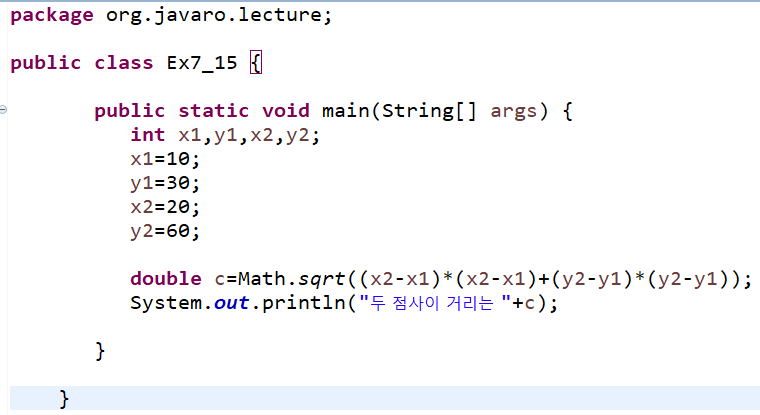 package org.javaro.lecture;
public class Ex7_15 {
public static void main(String[] args) {
int x1,y1,x2,y2;
x1=10;
y1=30;
x2=20;
y2=60;
double c=Math.sqrt((x2-x1)*(x2-x1)+(y2-y1)*(y2-y1));
System.out.println("두 점사이 거리는 "+c);
}
}